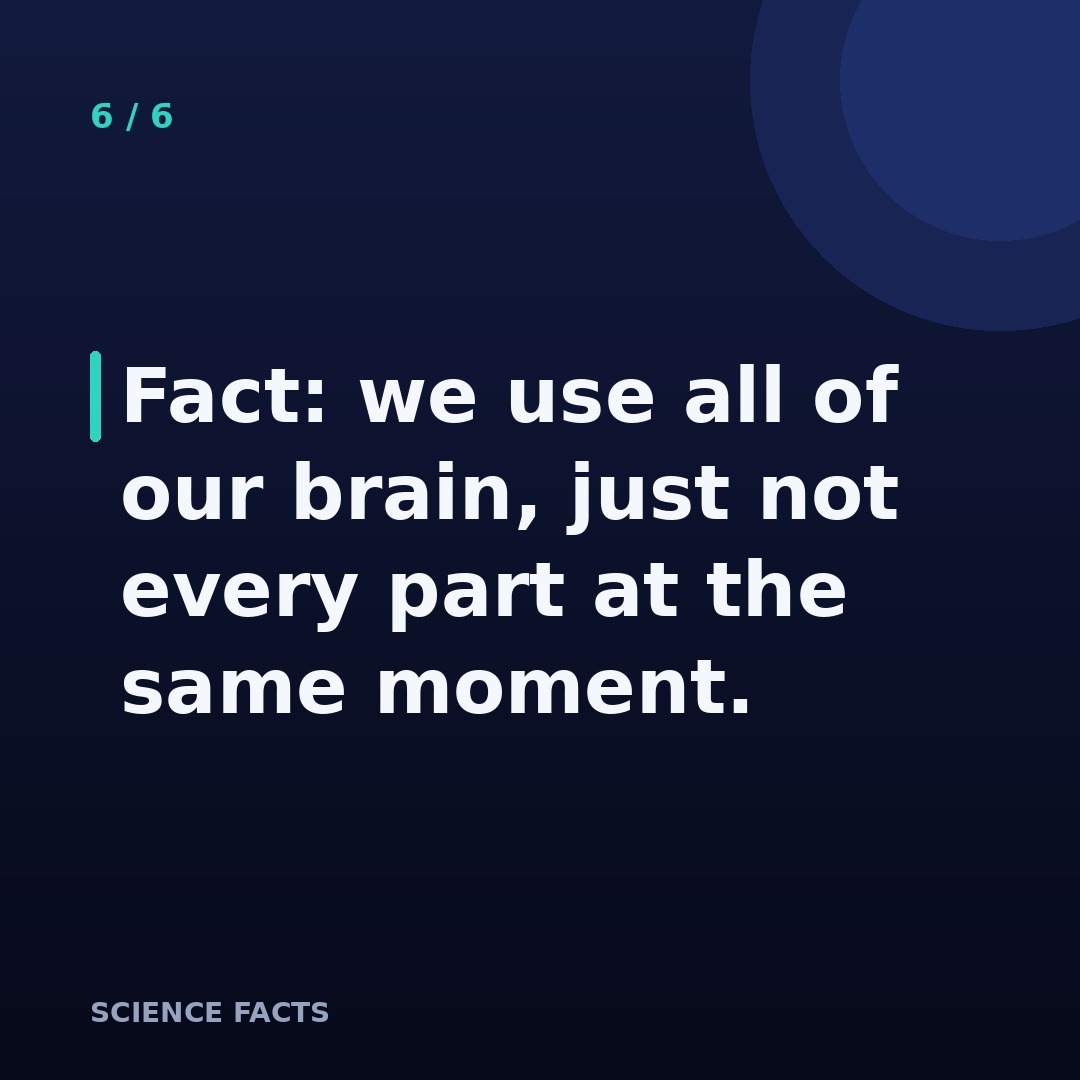 6 / 6
Fact: we use all of
our brain, just not
every part at the
same moment.
SCIENCE FACTS